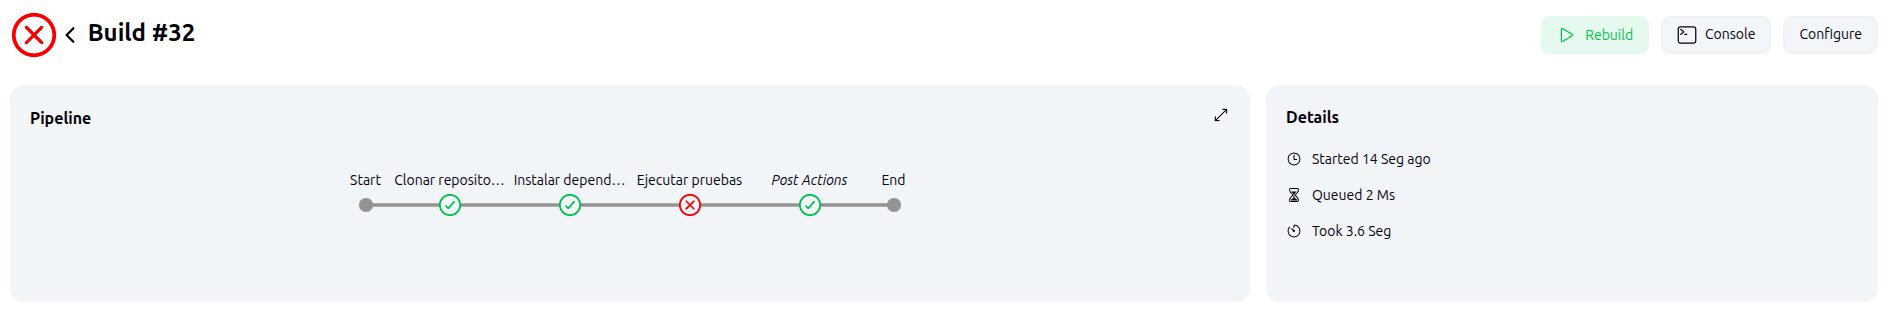 Build #32
Rebuild
Console
Configure
Pipeline
Start
Clonar reposito...
Instalar depend...
Ejecutar pruebas
Post Actions
End
Details
Started 14 Seg ago
Queued 2 Ms
Took 3.6 Seg